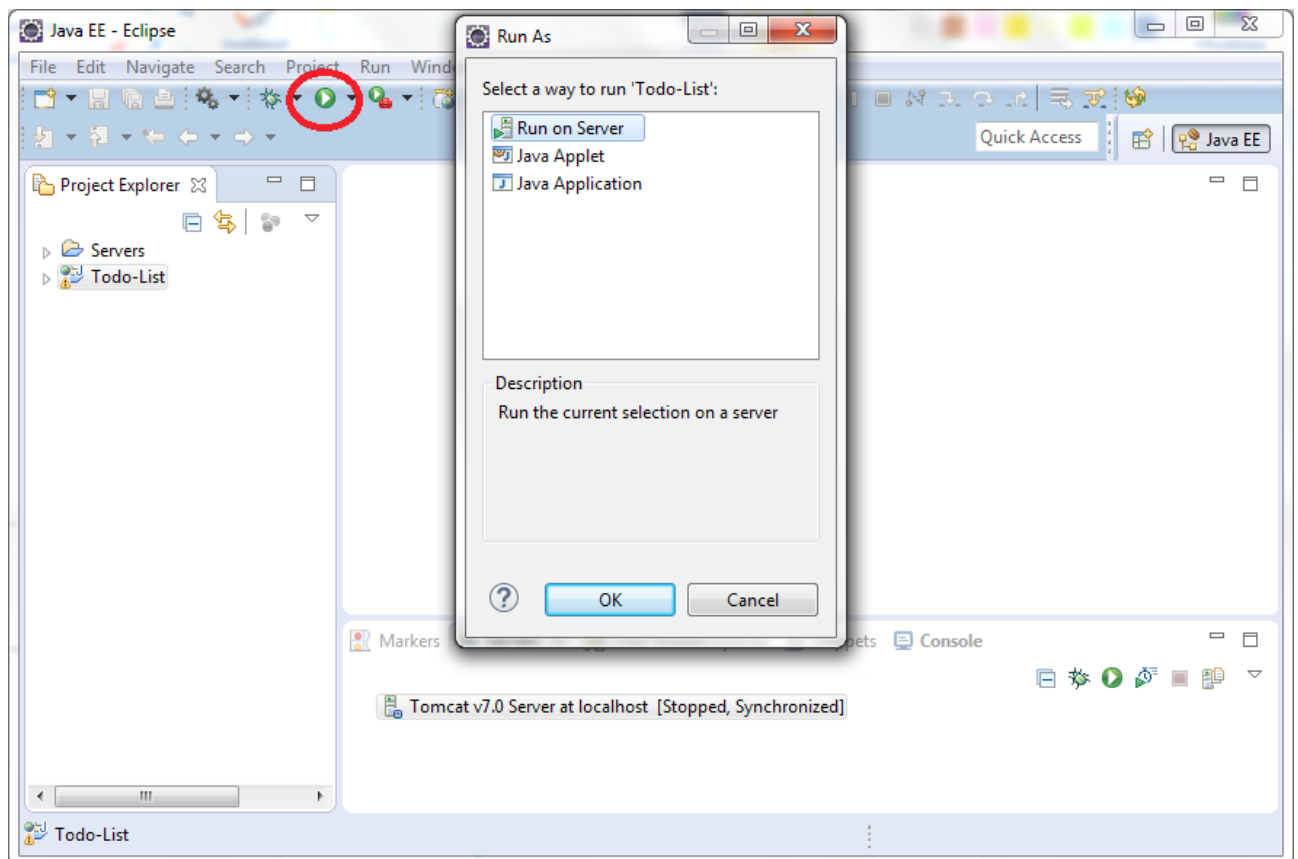 Java EE - Eclipse
Run As
File Edit Navigate Search Project Run
Select a way to run 'Todo-List':
Run on Server
Java Applet
Java Application
Quick Access
Java EE
Project Explorer
Servers
Todo-List
Description
Run the current selection on a server
OK Cancel
Markers Console
Tomcat v7.0 Server at localhost [Stopped, Synchronized]
Todo-List